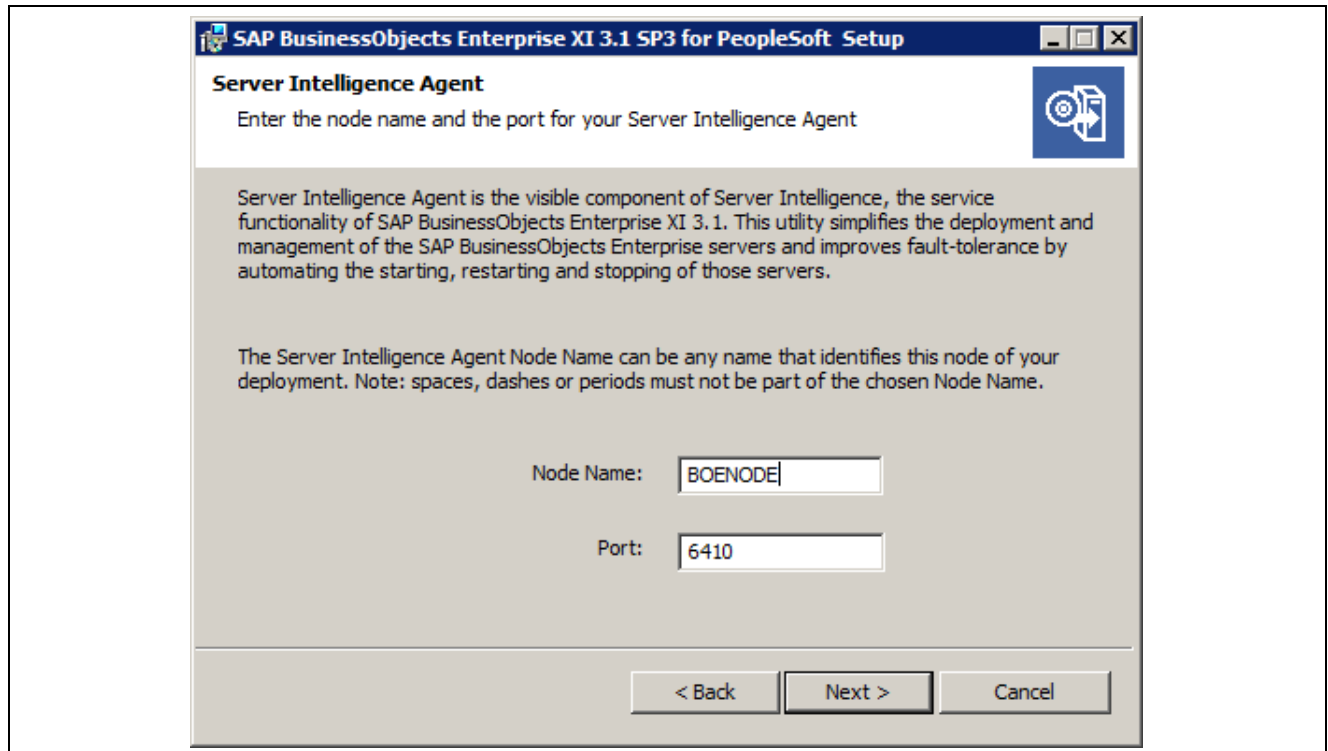 SAP BusinessObjects Enterprise XI 3.1 SP3 for PeopleSoft Setup
Server Intelligence Agent
Enter the node name and the port for your Server Intelligence Agent
Server Intelligence Agent is the visible component of Server Intelligence, the service
functionality of SAP BusinessObjects Enterprise XI 3.1. This utility simplifies the deployment and
management of the SAP BusinessObjects Enterprise servers and improves fault-tolerance by
automating the starting, restarting and stopping of those servers.
The Server Intelligence Agent Node Name can be any name that identifies this node of your
deployment. Note: spaces, dashes or periods must not be part of the chosen Node Name.
Node Name: BOENODE
Port: 6410
< Back Next > Cancel